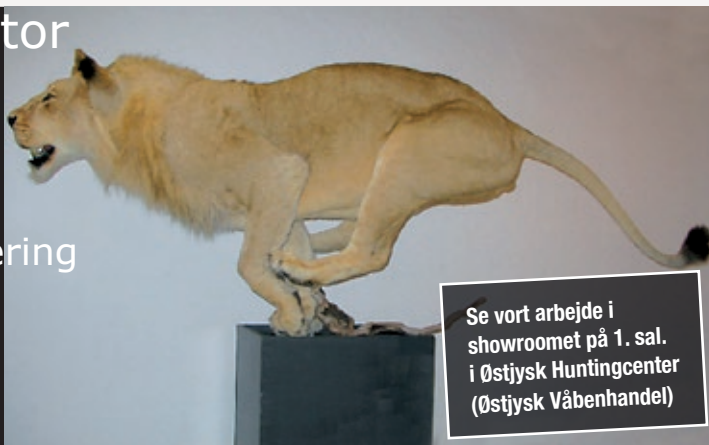 tor
ering
Se vort arbejde i
showroomet på 1. sal.
i Østjysk Huntingcenter
(Østjysk Våbenhandel)